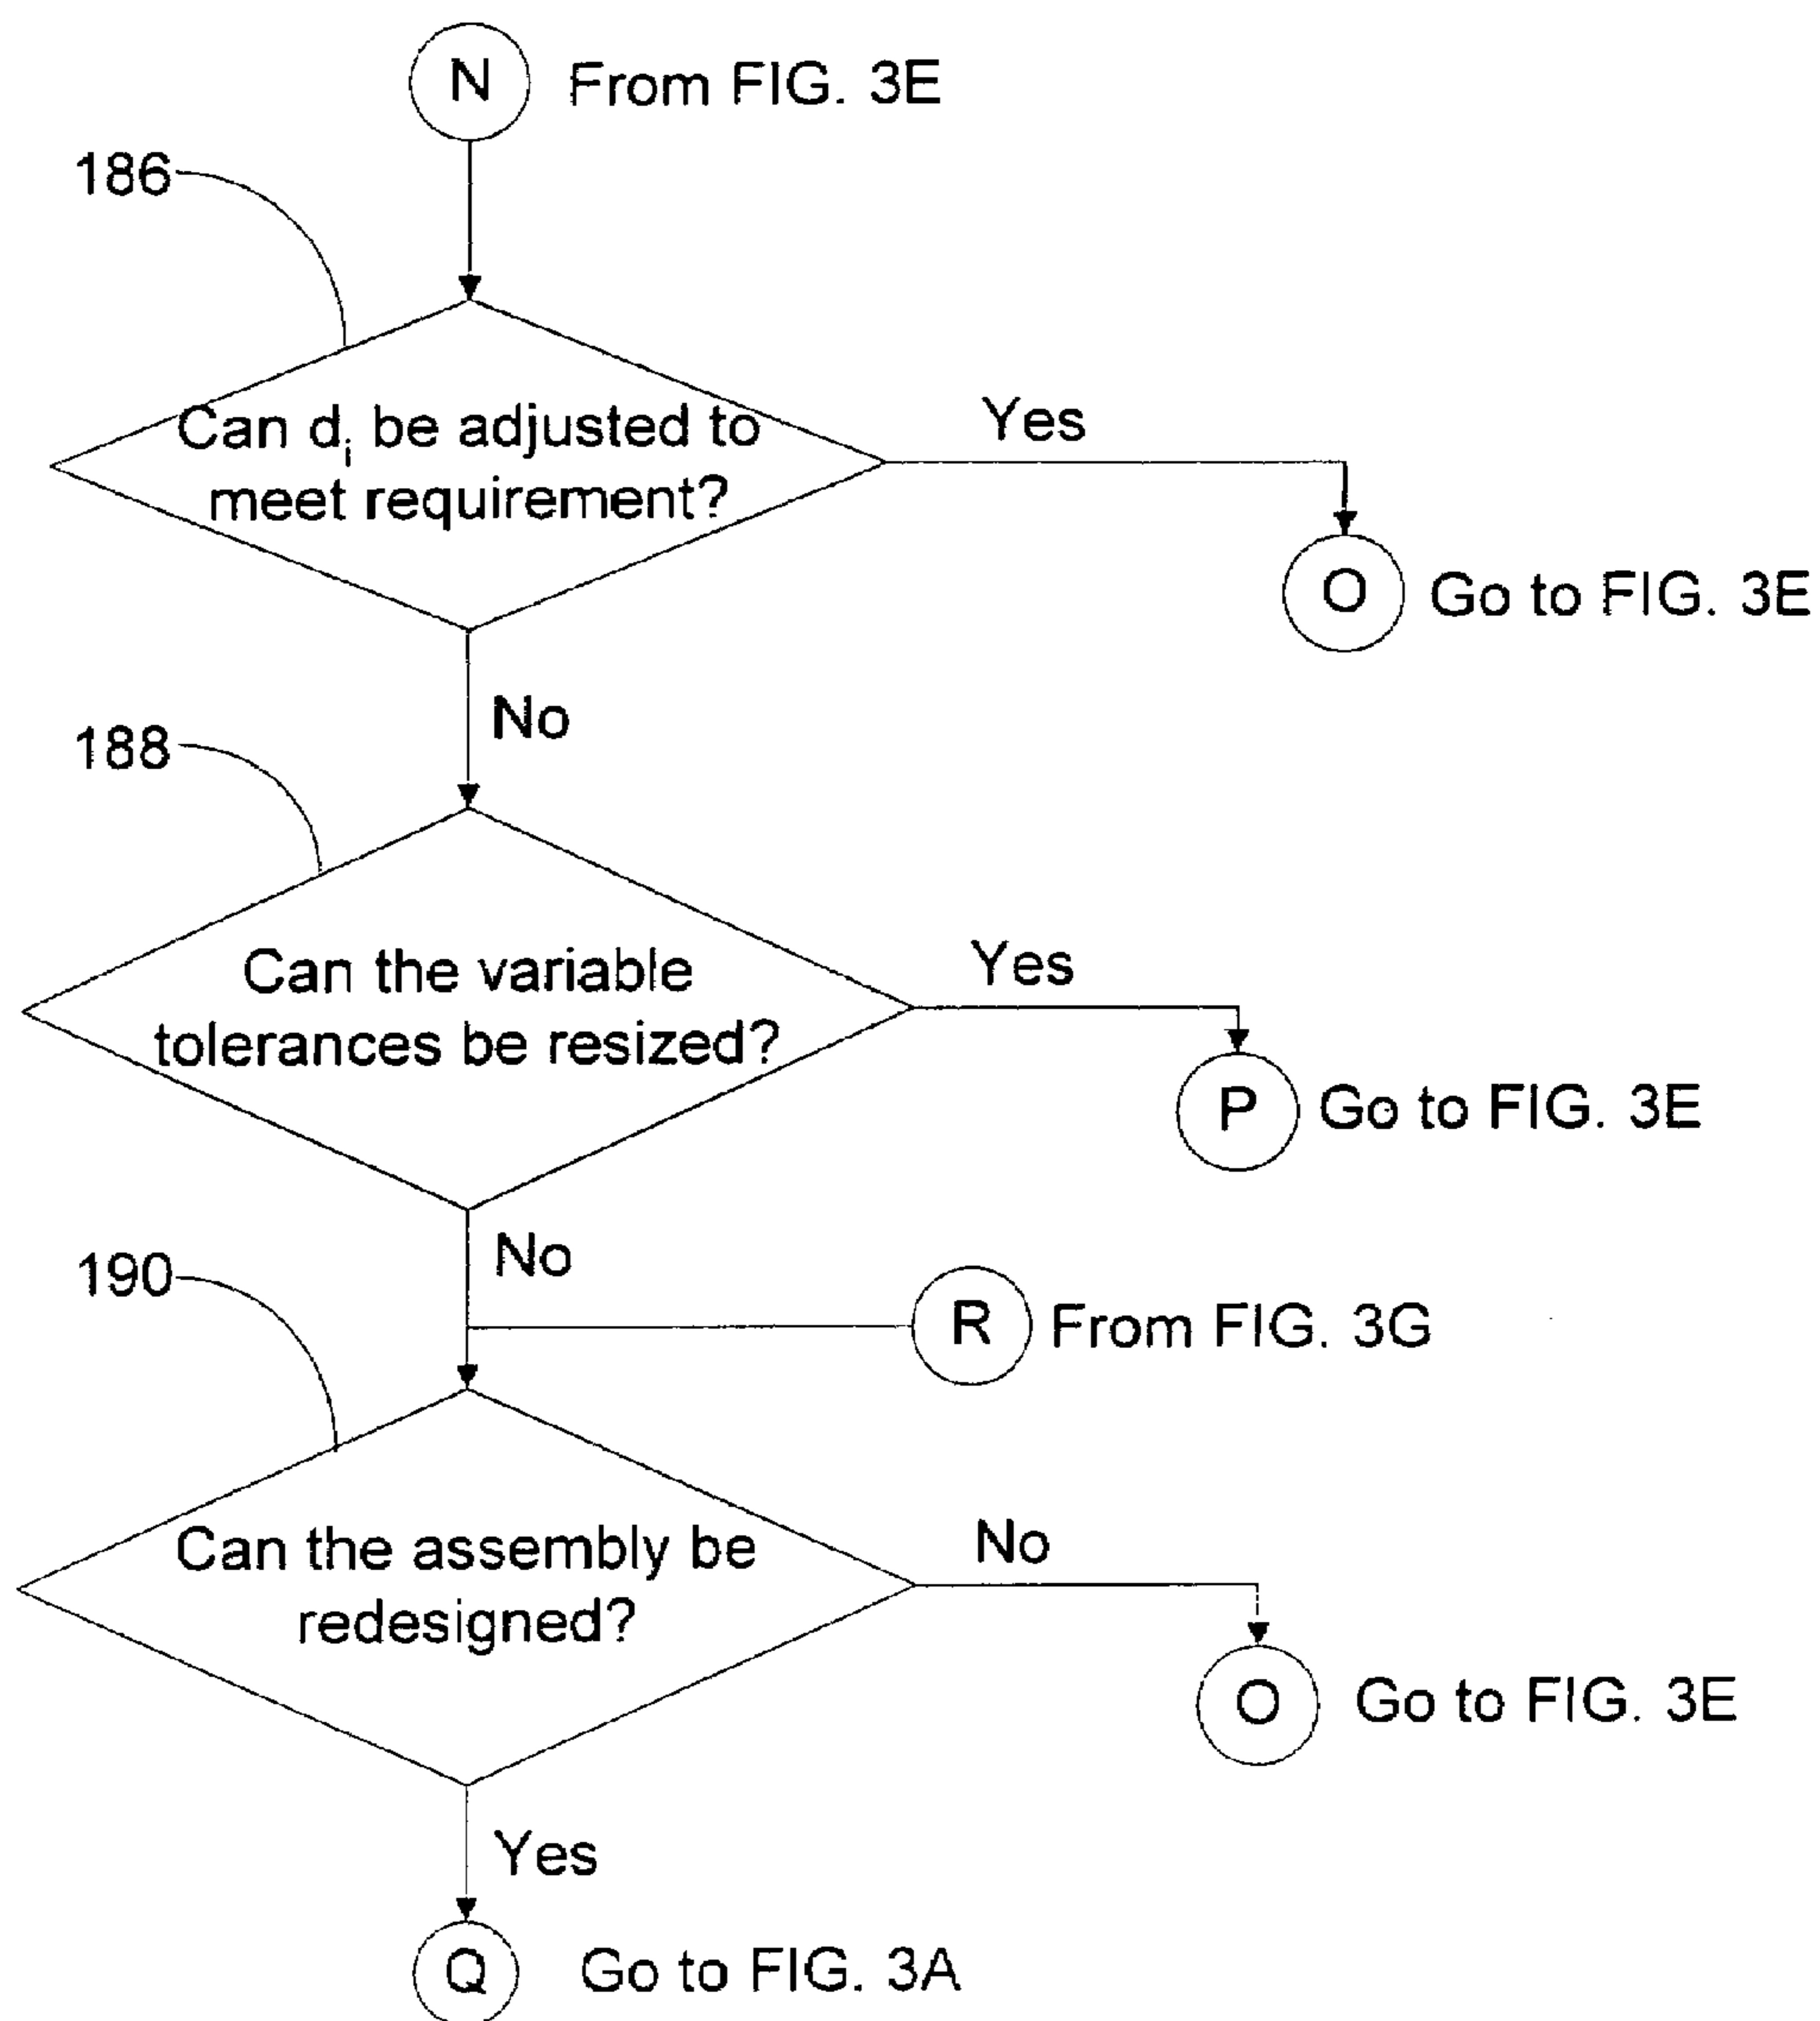 N From FIG. 3E
186
Can di be adjusted to
meet requirement?
Yes
O Go to FIG. 3E
No
188
Can the variable
tolerances be resized?
Yes
P Go to FIG. 3E
No
190
R From FIG. 3G
Can the assembly be
redesigned?
No
O Go to FIG. 3E
Yes
Q Go to FIG. 3A